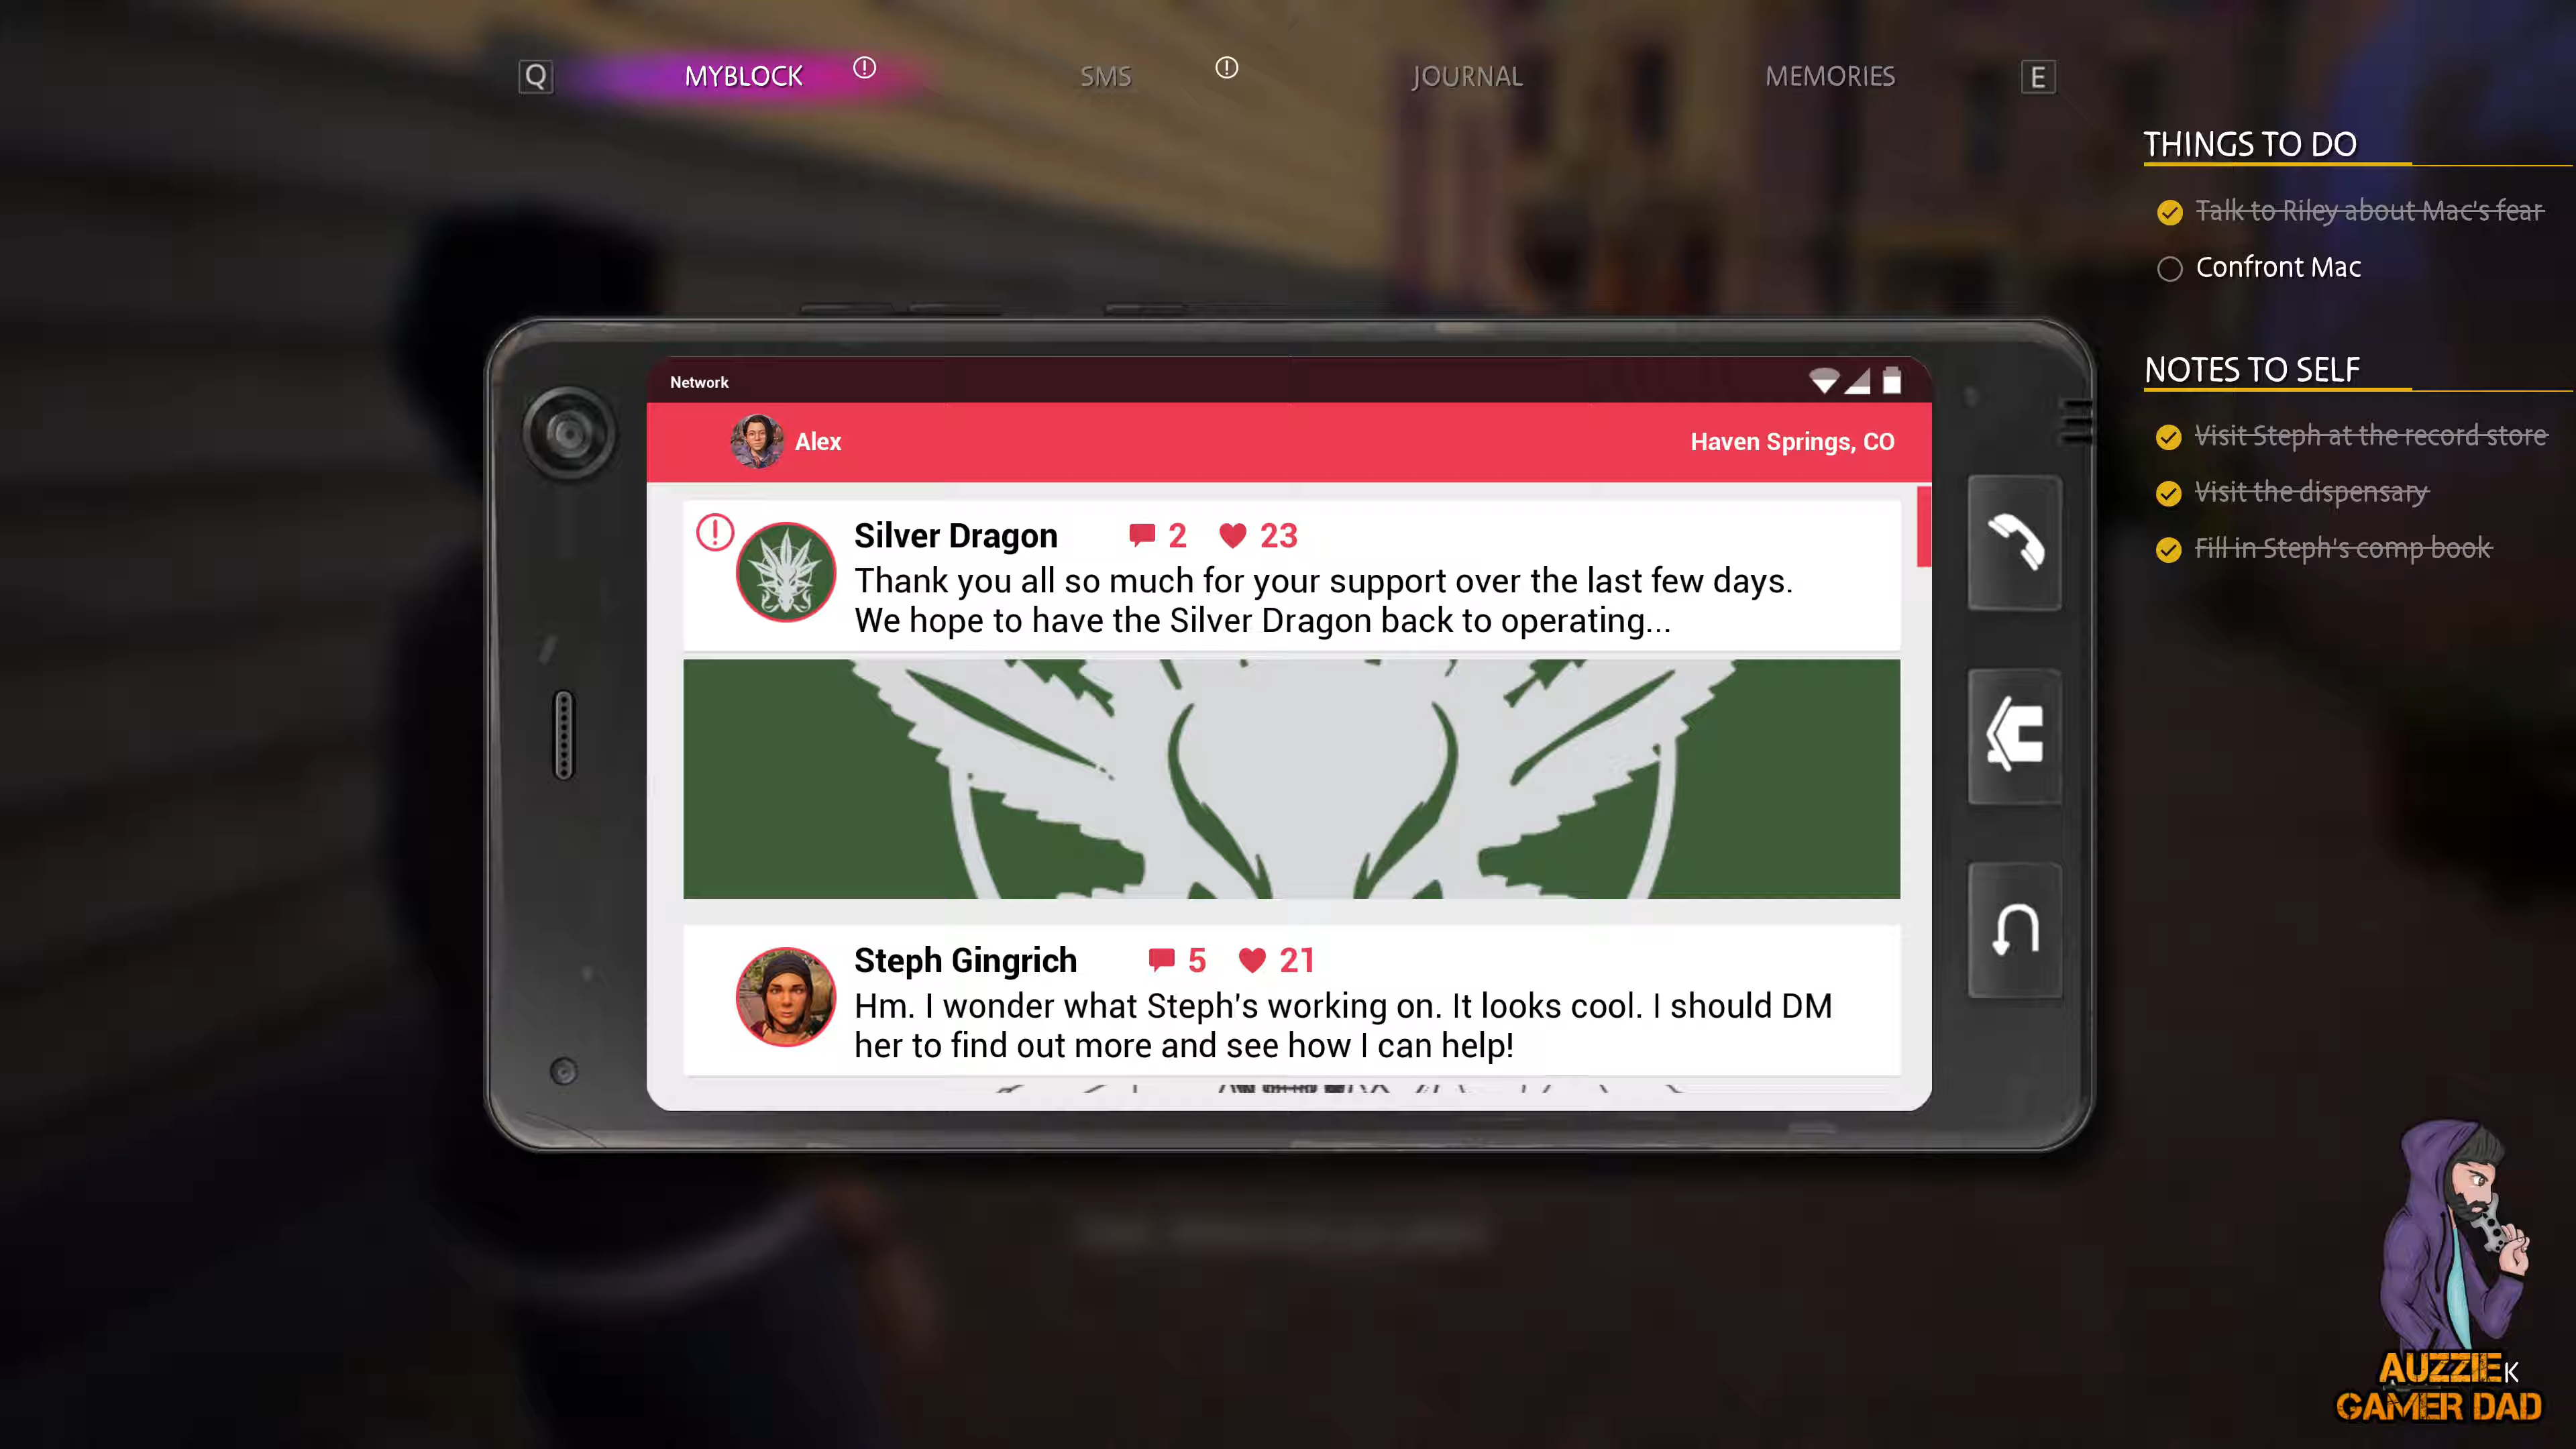 Q
MYBLOCK
SMS
JOURNAL
MEMORIES
E
THINGS TO DO
Talk to Riley about Mac's fear
Confront Mac
NOTES TO SELF
Visit Steph at the record store
Visit the dispensary
Fill in Steph's comp book
Network
Alex
Haven Springs, CO
Silver Dragon 2 23
Thank you all so much for your support over the last few days.
We hope to have the Silver Dragon back to operating...
Steph Gingrich 5 21
Hm. I wonder what Steph's working on. It looks cool. I should DM
her to find out more and see how I can help!
AUZZIE
GAMER DAD